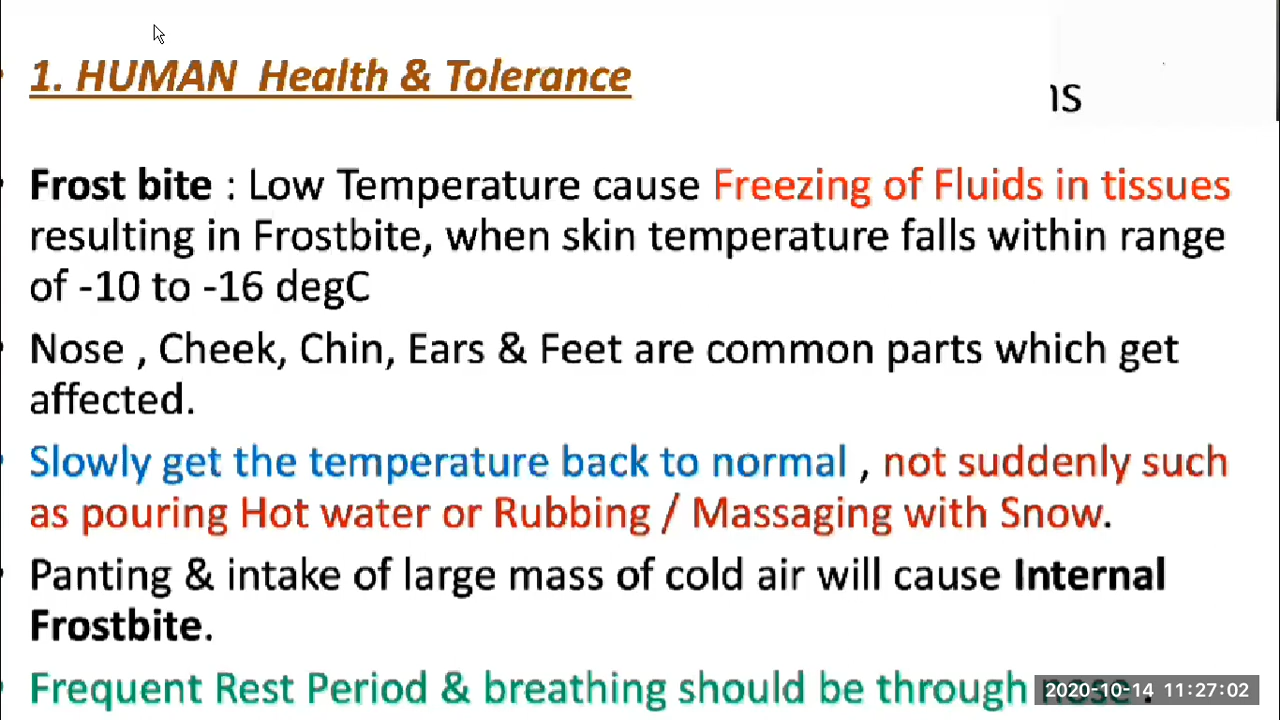 1. HUMAN Health & Tolerance
ns
• Frost bite : Low Temperature cause Freezing of Fluids in tissues
resulting in Frostbite, when skin temperature falls within range
of -10 to -16 degC
• Nose , Cheek, Chin, Ears & Feet are common parts which get
affected.
• Slowly get the temperature back to normal , not suddenly such
as pouring Hot water or Rubbing / Massaging with Snow.
• Panting & intake of large mass of cold air will cause Internal
Frostbite.
• Frequent Rest Period & breathing should be through nose .
2020-10-14 11:27:02